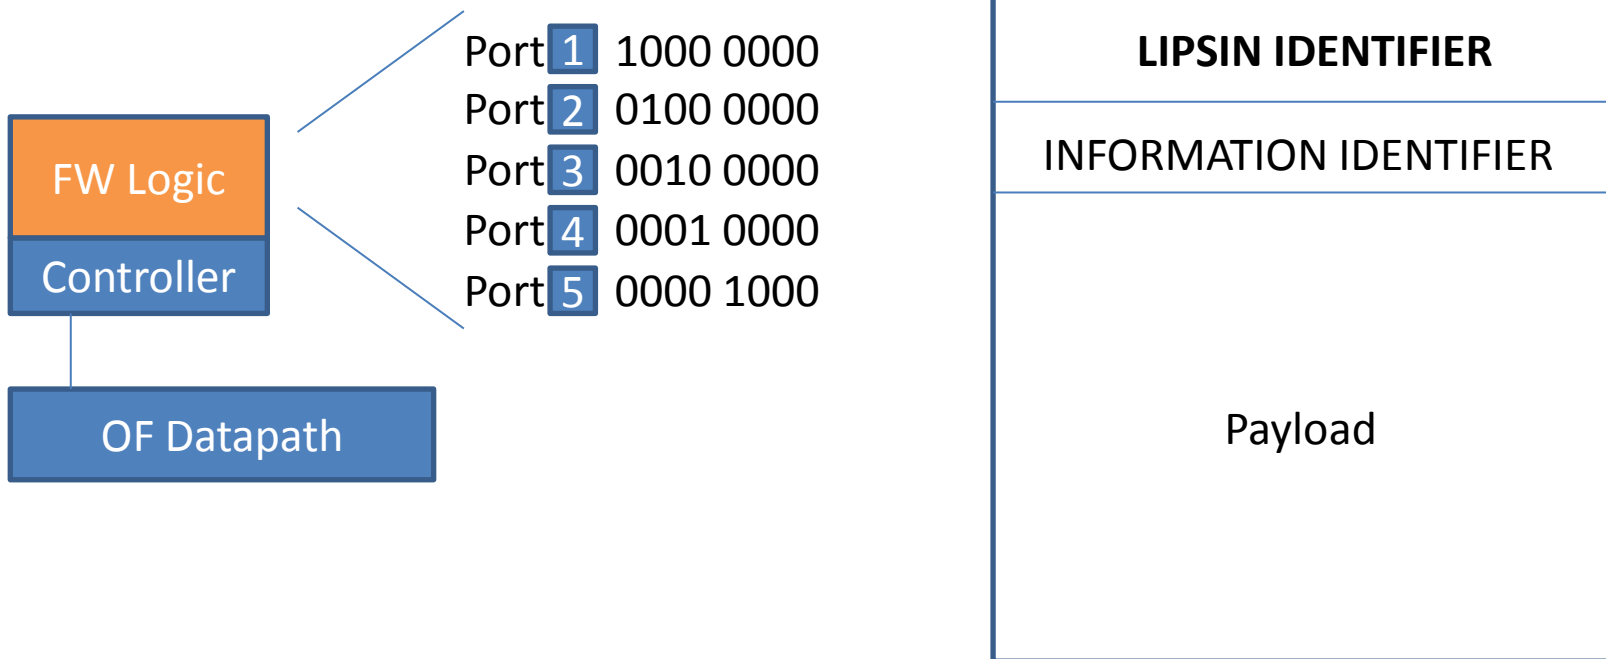 Port 1 1000 0000
Port 2 0100 0000
Port 3 0010 0000
Port 4 0001 0000
Port 5 0000 1000
FW Logic
Controller
OF Datapath
LIPSIN IDENTIFIER
INFORMATION IDENTIFIER
Payload